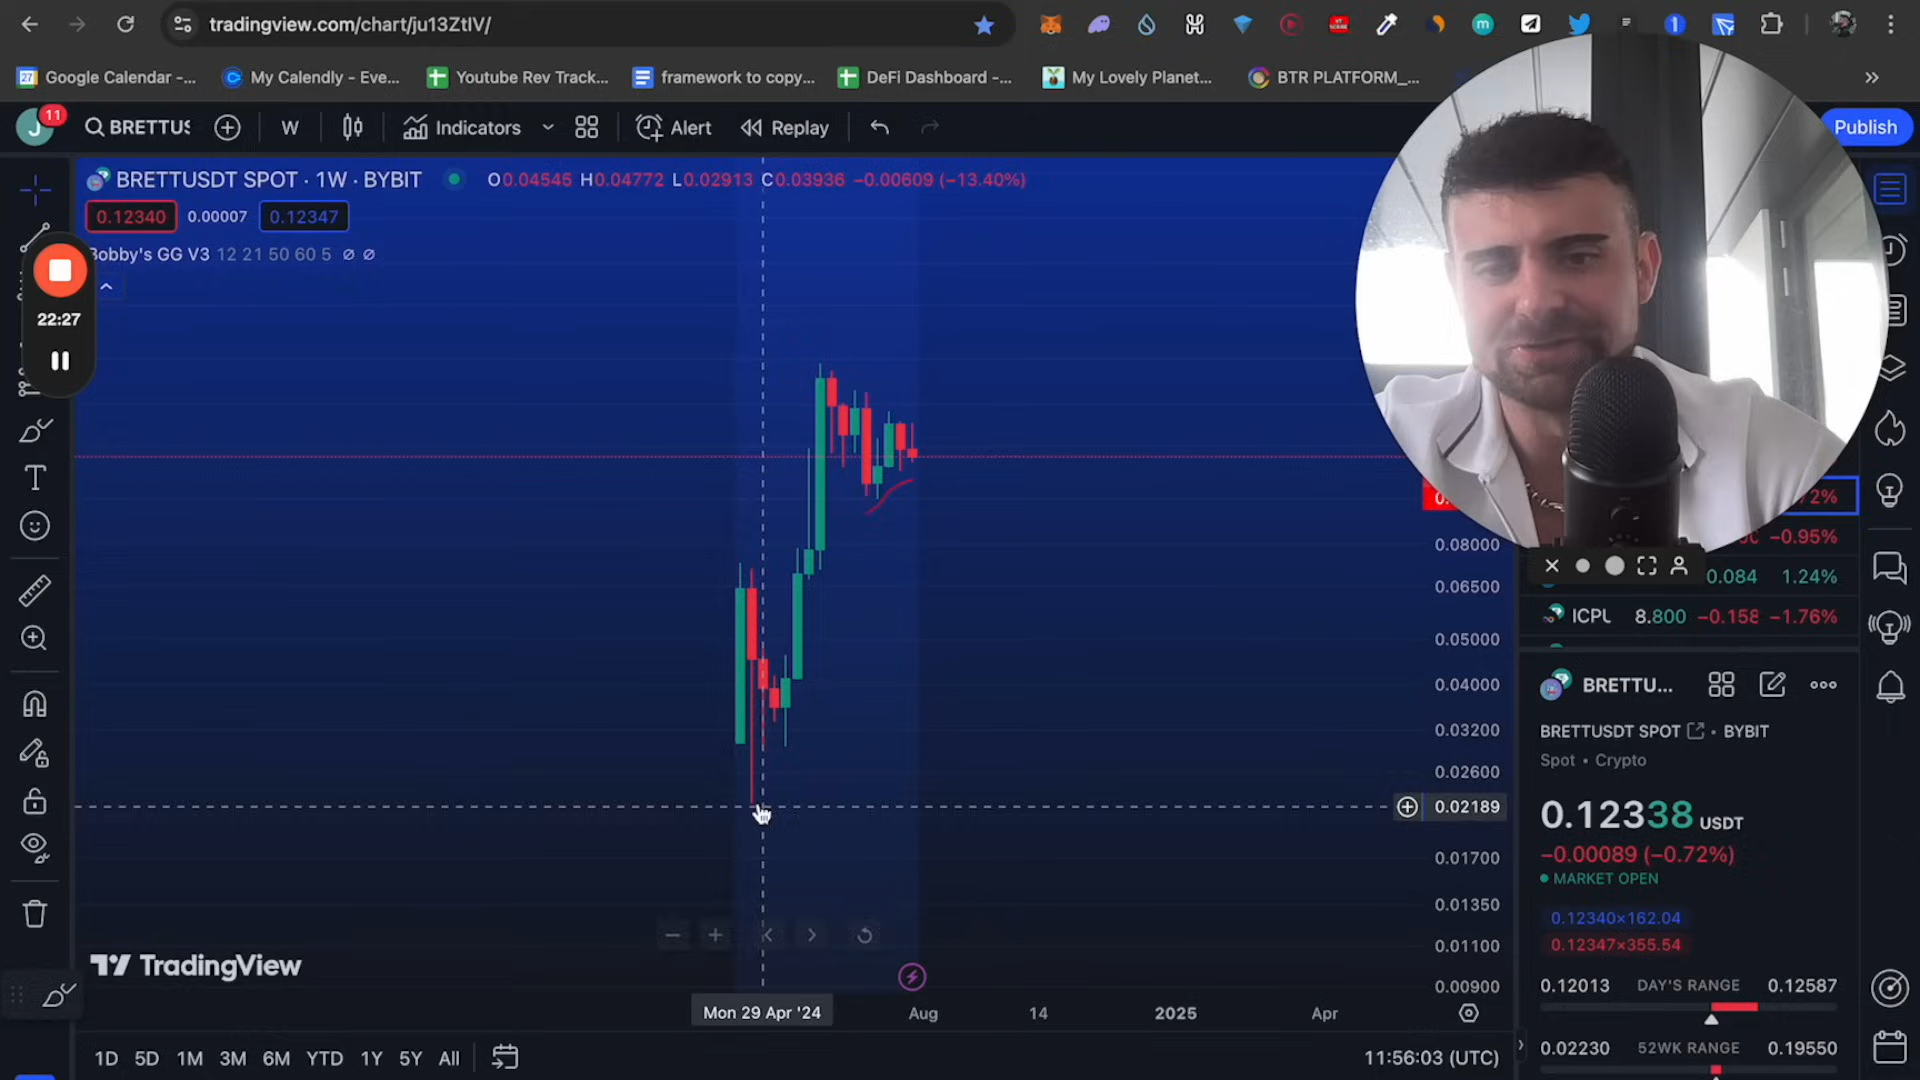 tradingview.com/chart/ju13ZtIV/
27 Google Calendar -... My Calendly - Eve... Youtube Rev Track... framework to copy... DeFi Dashboard -... My Lovely Planet... BTR PLATFORM_... »
J 11 BRETTUS W Indicators Alert Replay Publish
BRETTUSDT SPOT · 1W · BYBIT O0.04546 H0.04772 L0.02913 C0.03936 −0.00609 (−13.40%)
0.12340 0.00007 0.12347
Bobby's GG V3 12 21 50 60 5 ∅ ∅
22:27
0.08000
0.06500
0.05000
0.04000
0.03200
0.02600
0.02189
0.01700
0.01350
0.01100
0.00900
−0.95%
0.084 1.24%
ICPL 8.800 −0.158 −1.76%
BRETTU...
BRETTUSDT SPOT • BYBIT
Spot • Crypto
0.12338 USDT
−0.00089 (−0.72%)
MARKET OPEN
0.12340×162.04
0.12347×355.54
0.12013 DAY'S RANGE 0.12587
0.02230 52WK RANGE 0.19550
TradingView
Mon 29 Apr '24 Aug 14 2025 Apr
1D 5D 1M 3M 6M YTD 1Y 5Y All 11:56:03 (UTC)